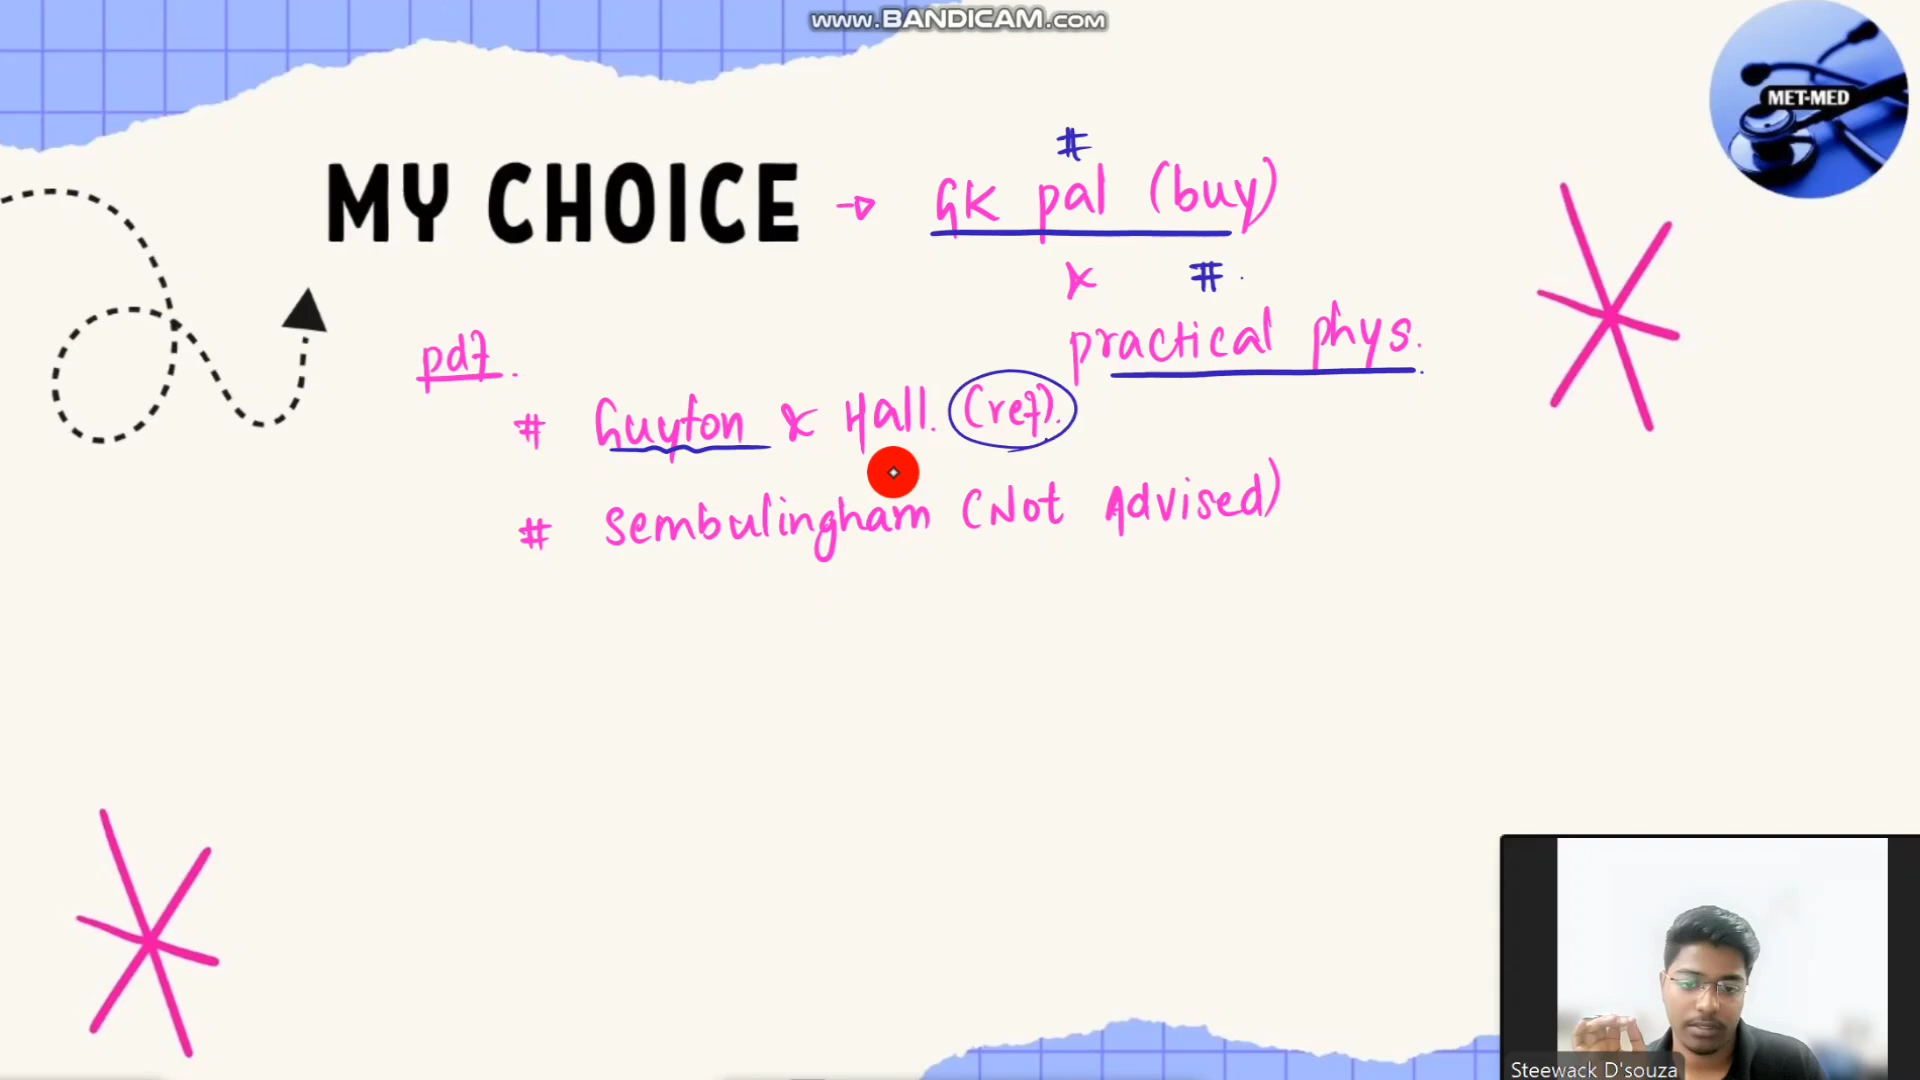 www.BANDICAM.com
MET-MED
#
MY CHOICE → GK pal (buy)
& #
practical phys.
pdf.
# Guyton & Hall. (ref).
# Sembulingham (Not Advised)
Steewack D'souza